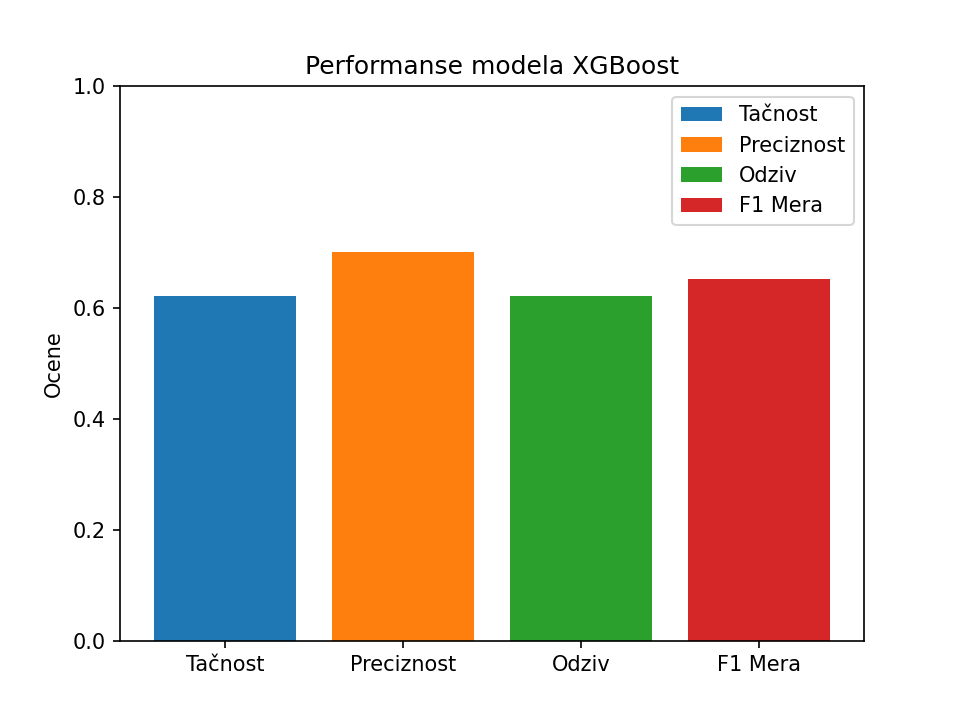 Performanse modela XGBoost
1.0
0.8
0.6
0.4
0.2
0.0
Ocene
Tačnost
Preciznost
Odziv
F1 Mera
Tačnost
Preciznost
Odziv
F1 Mera